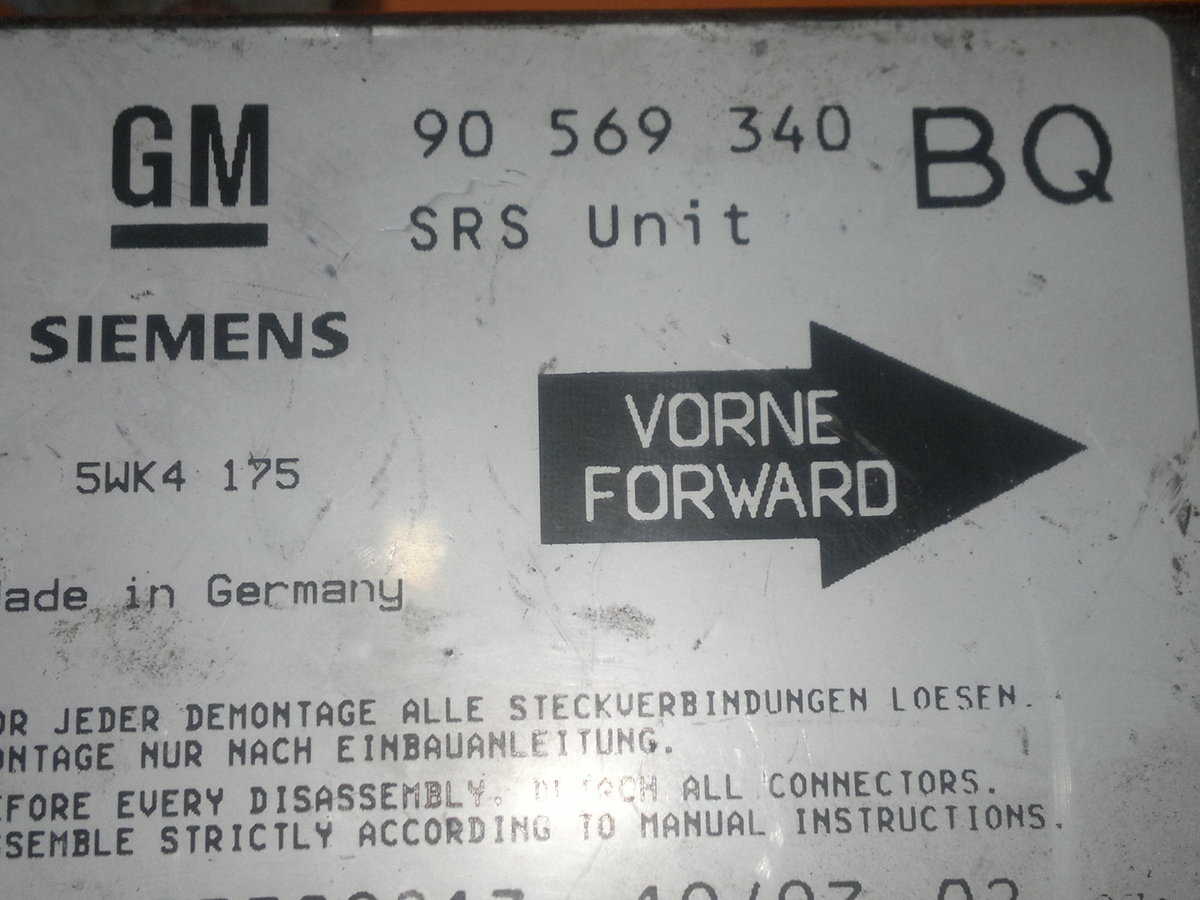 GM 90 569 340 BQ
SRS Unit
SIEMENS
VORNE
FORWARD
5WK4 175
ade in Germany
OR JEDER DEMONTAGE ALLE STECKVERBINDUNGEN LOESEN.
ONTAGE NUR NACH EINBAUANLEITUNG.
EFORE EVERY DISASSEMBLY, ALL CONNECTORS.
SSEMBLE STRICTLY ACCORDING TO MANUAL INSTRUCTIONS.